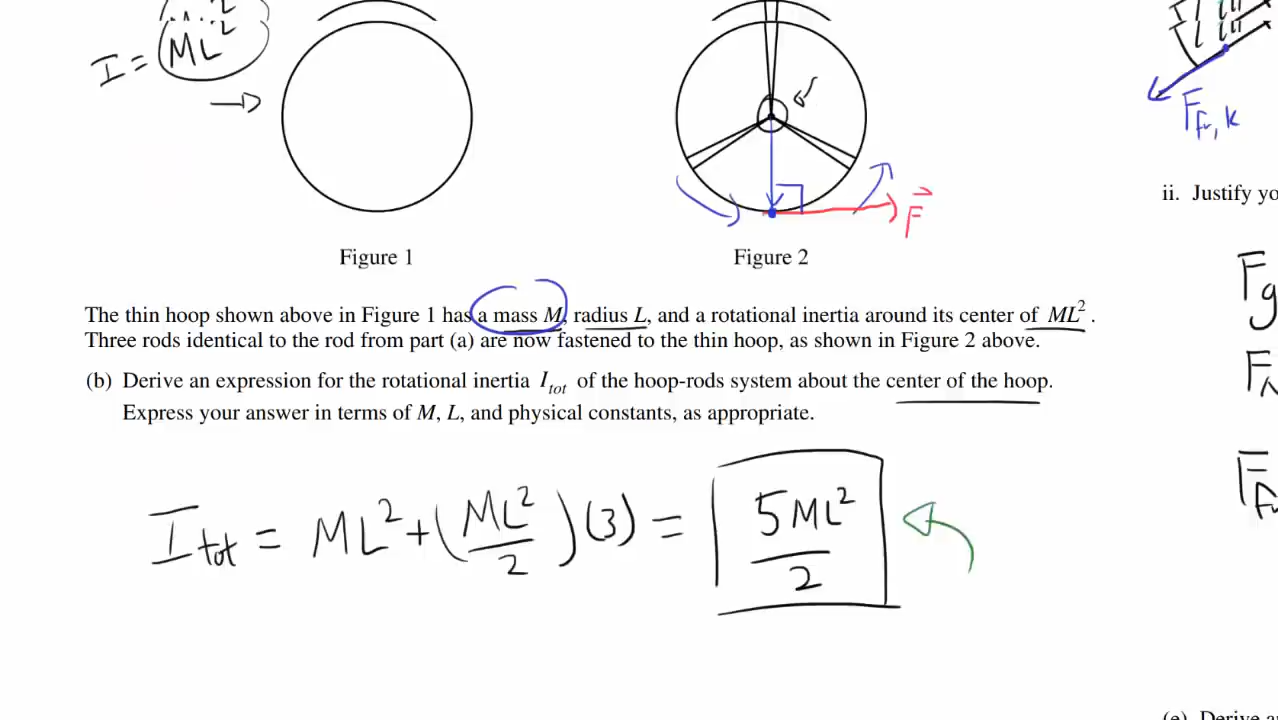 I = ML²
Figure 1
Figure 2
F
F Fr, k
ii. Justify yo
The thin hoop shown above in Figure 1 has a mass M, radius L, and a rotational inertia around its center of ML².
Three rods identical to the rod from part (a) are now fastened to the thin hoop, as shown in Figure 2 above.
(b) Derive an expression for the rotational inertia I_tot of the hoop-rods system about the center of the hoop.
Express your answer in terms of M, L, and physical constants, as appropriate.
Fg
I_tot = ML² + (ML²/2)(3) = 5ML²/2
(e) Derive a